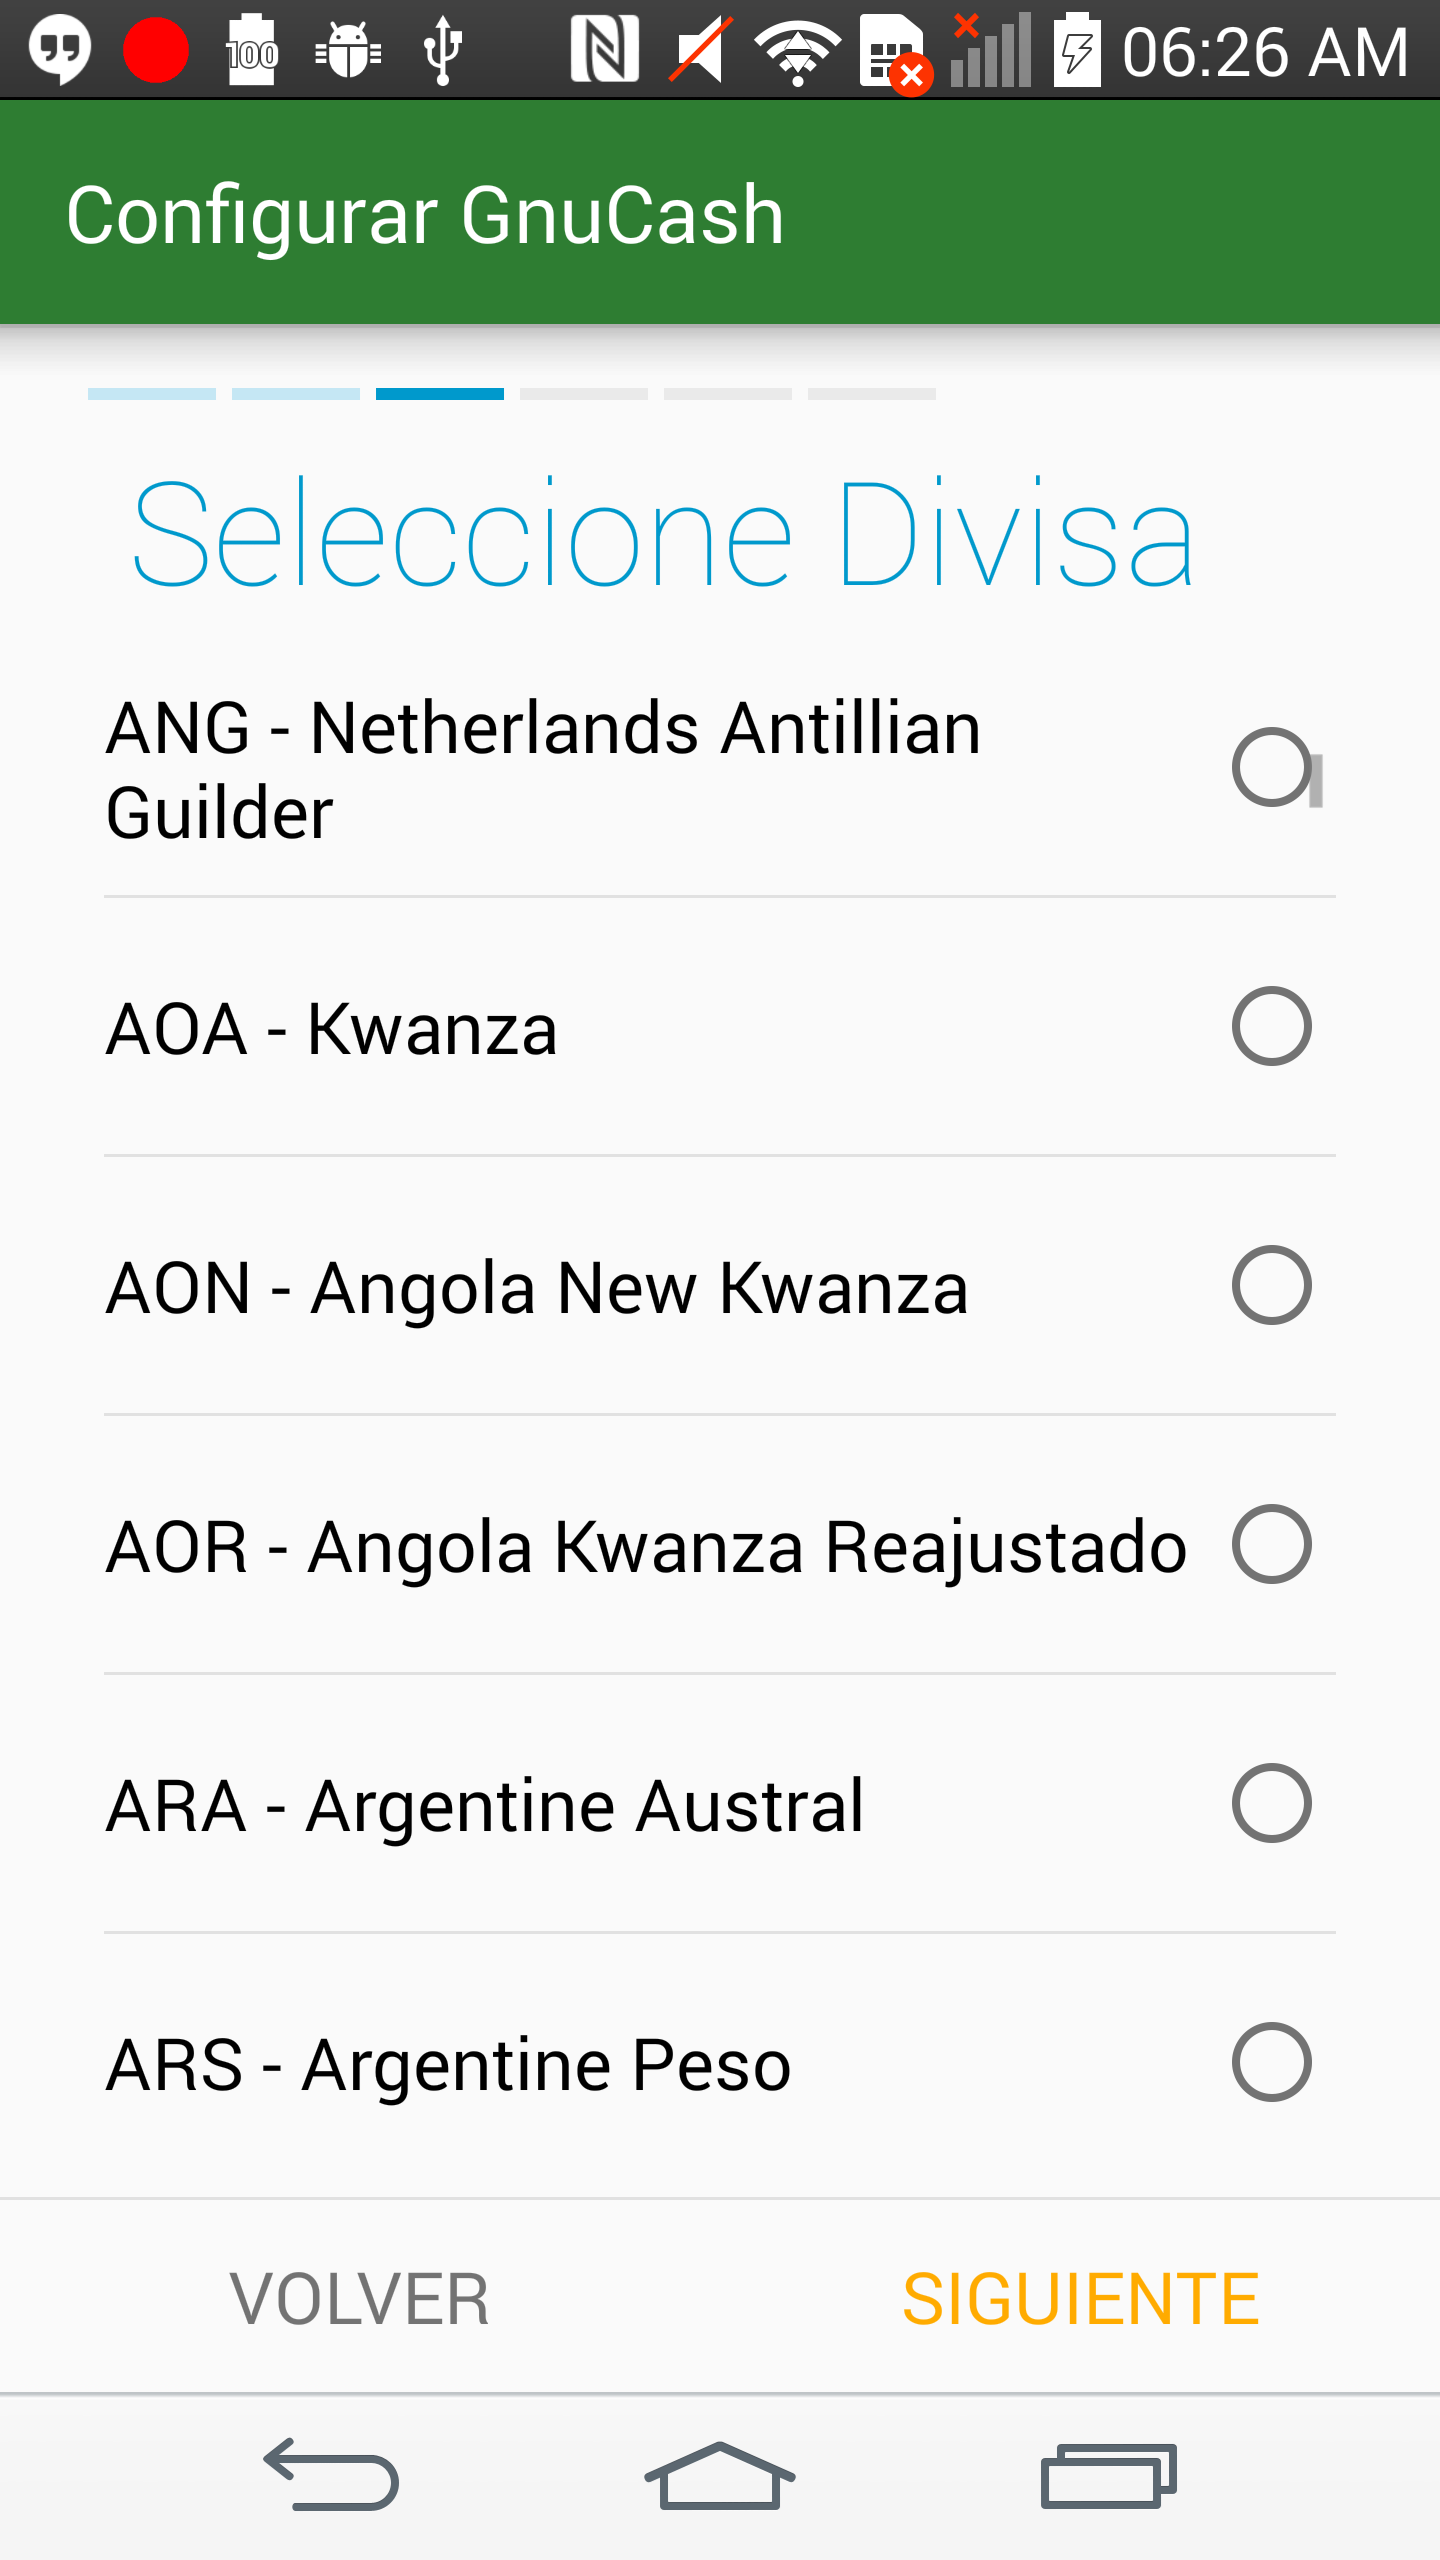 100
06:26 AM
Configurar GnuCash
Seleccione Divisa
ANG - Netherlands Antillian
Guilder
AOA - Kwanza
AON - Angola New Kwanza
AOR - Angola Kwanza Reajustado
ARA - Argentine Austral
ARS - Argentine Peso
VOLVER
SIGUIENTE